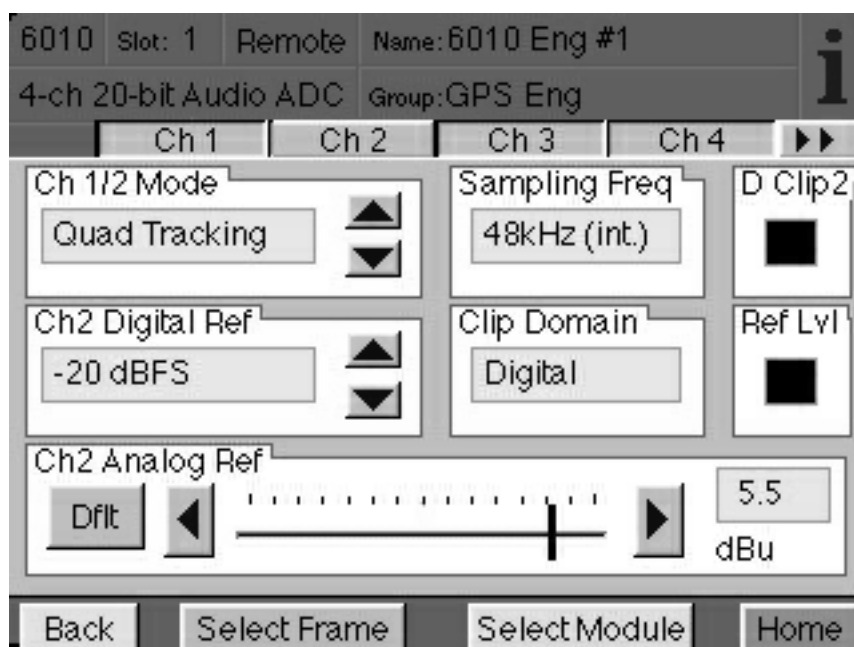 6010 Slot: 1 Remote Name: 6010 Eng #1
4-ch 20-bit Audio ADC Group: GPS Eng
i
Ch 1 Ch 2 Ch 3 Ch 4
Ch 1/2 Mode
Quad Tracking
Sampling Freq
48kHz (int.)
D Clip2
Ch2 Digital Ref
-20 dBFS
Clip Domain
Digital
Ref Lvl
Ch2 Analog Ref
Dflt
5.5
dBu
Back Select Frame Select Module Home